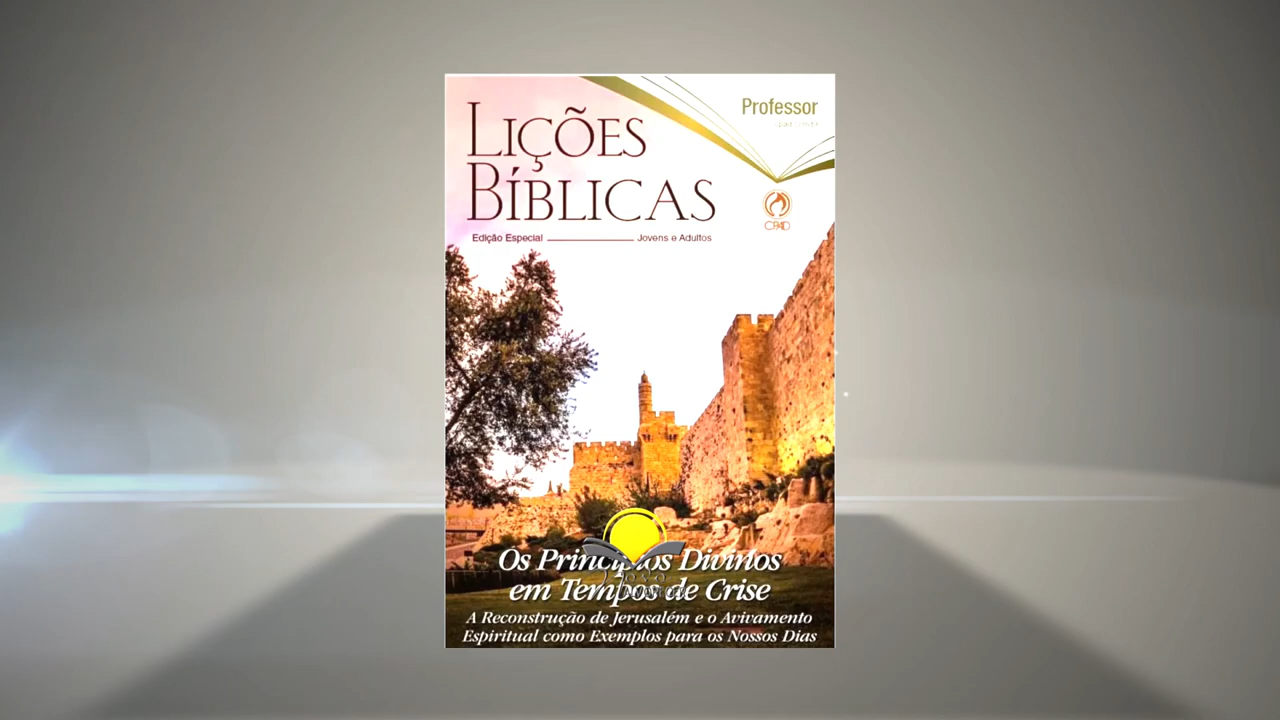 LIÇÕES
BÍBLICAS
Professor
CPAD
Edição Especial
Jovens e Adultos
Os Princípios Divinos
em Tempos de Crise
A Reconstrução de Jerusalém e o Avivamento
Espiritual como Exemplos para os Nossos Dias